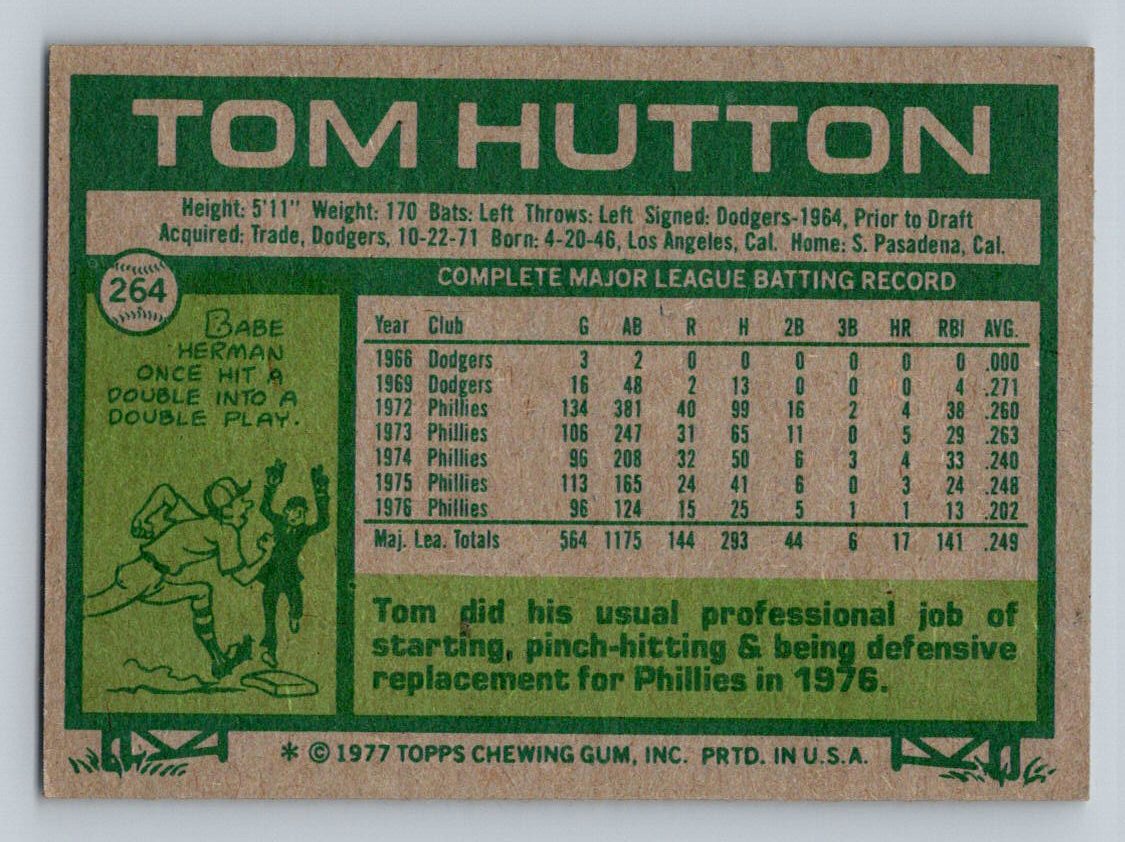 TOM HUTTON
Height: 5'11" Weight: 170 Bats: Left Throws: Left Signed: Dodgers-1964, Prior to Draft
Acquired: Trade, Dodgers, 10-22-71 Born: 4-20-46, Los Angeles, Cal. Home: S. Pasadena, Cal.
264
BABE
HERMAN
ONCE HIT A
DOUBLE INTO A
DOUBLE PLAY.
COMPLETE MAJOR LEAGUE BATTING RECORD
Year Club G AB R H 2B 3B HR RBI AVG.
1966 Dodgers 3 2 0 0 0 0 0 0 .000
1969 Dodgers 16 48 2 13 0 0 0 4 .271
1972 Phillies 134 381 40 99 16 2 4 38 .260
1973 Phillies 106 247 31 65 11 0 5 29 .263
1974 Phillies 96 208 32 50 6 3 4 33 .240
1975 Phillies 113 165 24 41 6 0 3 24 .248
1976 Phillies 96 124 15 25 5 1 1 13 .202
Maj. Lea. Totals 564 1175 144 293 44 6 17 141 .249
Tom did his usual professional job of
starting, pinch-hitting & being defensive
replacement for Phillies in 1976.
* © 1977 TOPPS CHEWING GUM, INC. PRTD. IN U.S.A.